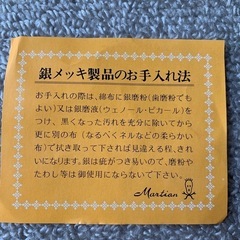 銀メッキ製品のお手入れ法
お手入れの際は、綿布に銀磨粉(歯磨粉でも
よい)又は銀磨液(ウェノール・ピカール)を
つけ、黒くなった汚れを充分に除いてから
更に別の布(なるべくネルなどの柔らかい
布)で拭き取って下されば見違える程、きれ
いになります。銀は疵がつき易いので、磨粉や
たわし等は御使用にならないで下さい。
Martian